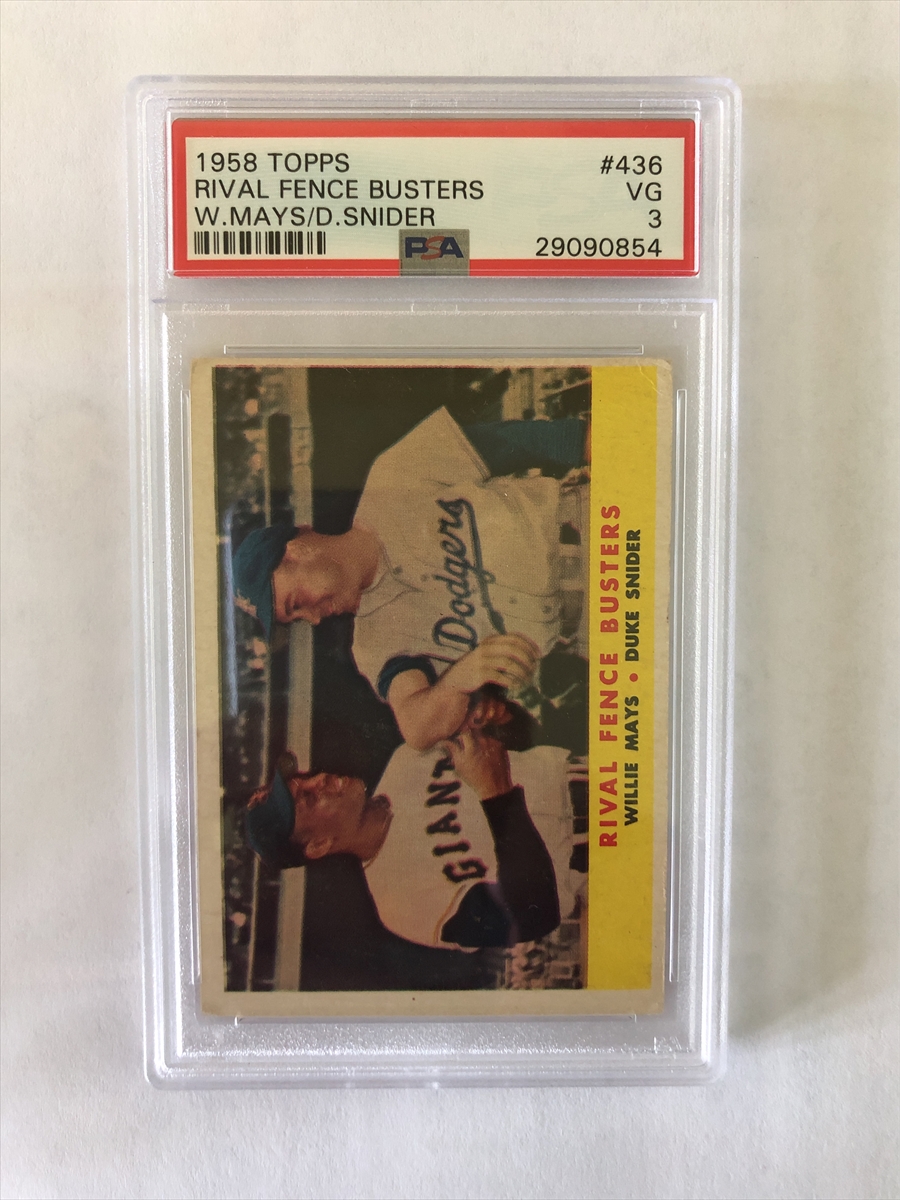 1958 TOPPS #436
RIVAL FENCE BUSTERS VG
W.MAYS/D.SNIDER 3
PSA 29090854
Dodgers
GIANT
RIVAL FENCE BUSTERS
WILLIE MAYS • DUKE SNIDER